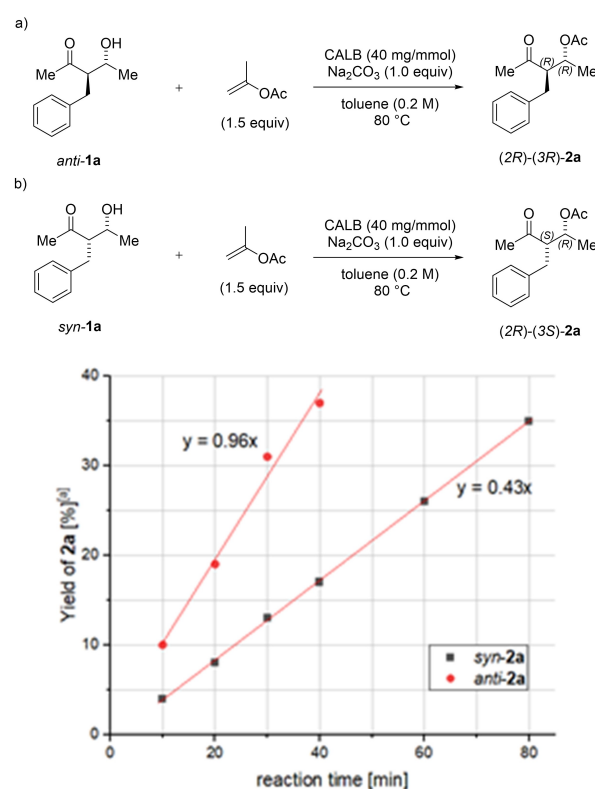 a)
O OH
Me Me
anti-1a
+
OAc
(1.5 equiv)
CALB (40 mg/mmol)
Na₂CO₃ (1.0 equiv)
toluene (0.2 M)
80 °C
O OAc
Me (R) (R) Me
(2R)-(3R)-2a
b)
O OH
Me Me
syn-1a
+
OAc
(1.5 equiv)
CALB (40 mg/mmol)
Na₂CO₃ (1.0 equiv)
toluene (0.2 M)
80 °C
O OAc
Me (S) (R) Me
(2R)-(3S)-2a
Yield of 2a [%][a]
40
30
20
10
0
y = 0.96x
y = 0.43x
syn-2a
anti-2a
0 20 40 60 80
reaction time [min]